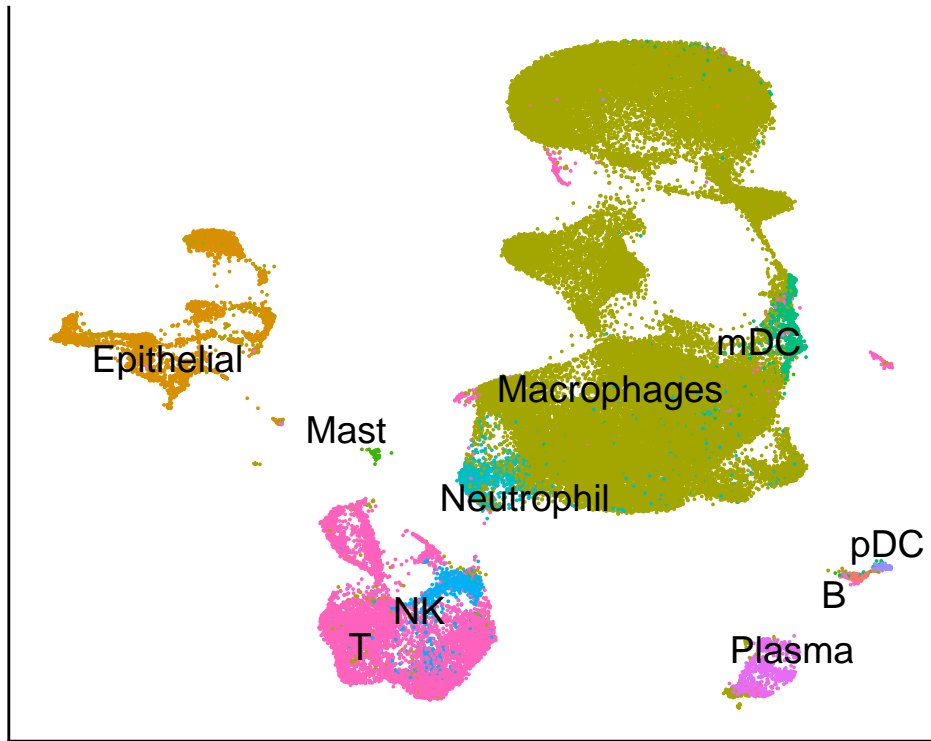 mDC
Epithelial
Macrophages
Mast
Neutrophil
pDC
B
NK
T
Plasma